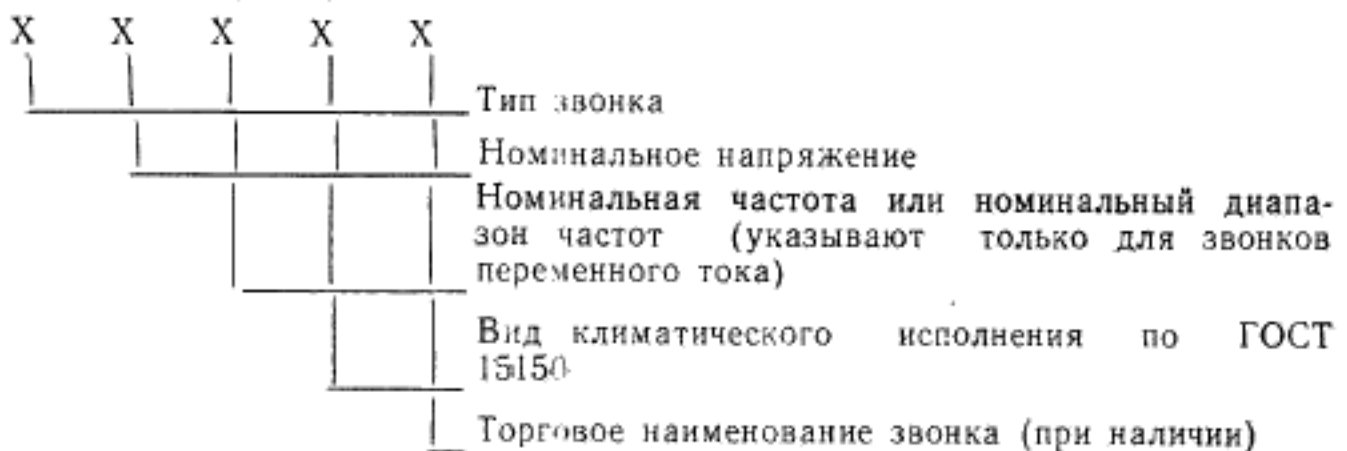 X X X X X
Тип звонка
Номинальное напряжение
Номинальная частота или номинальный диапа-
зон частот (указывают только для звонков
переменного тока)
Вид климатического исполнения по ГОСТ
15150
Торговое наименование звонка (при наличии)